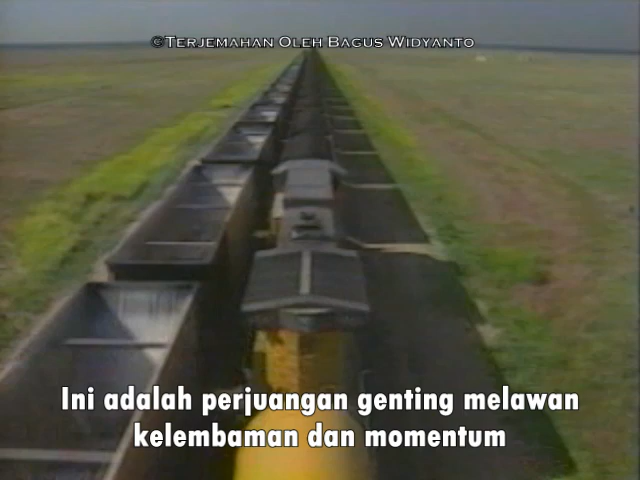 ©Terjemahan Oleh Bagus Widyanto
Ini adalah perjuangan genting melawan
kelembaman dan momentum